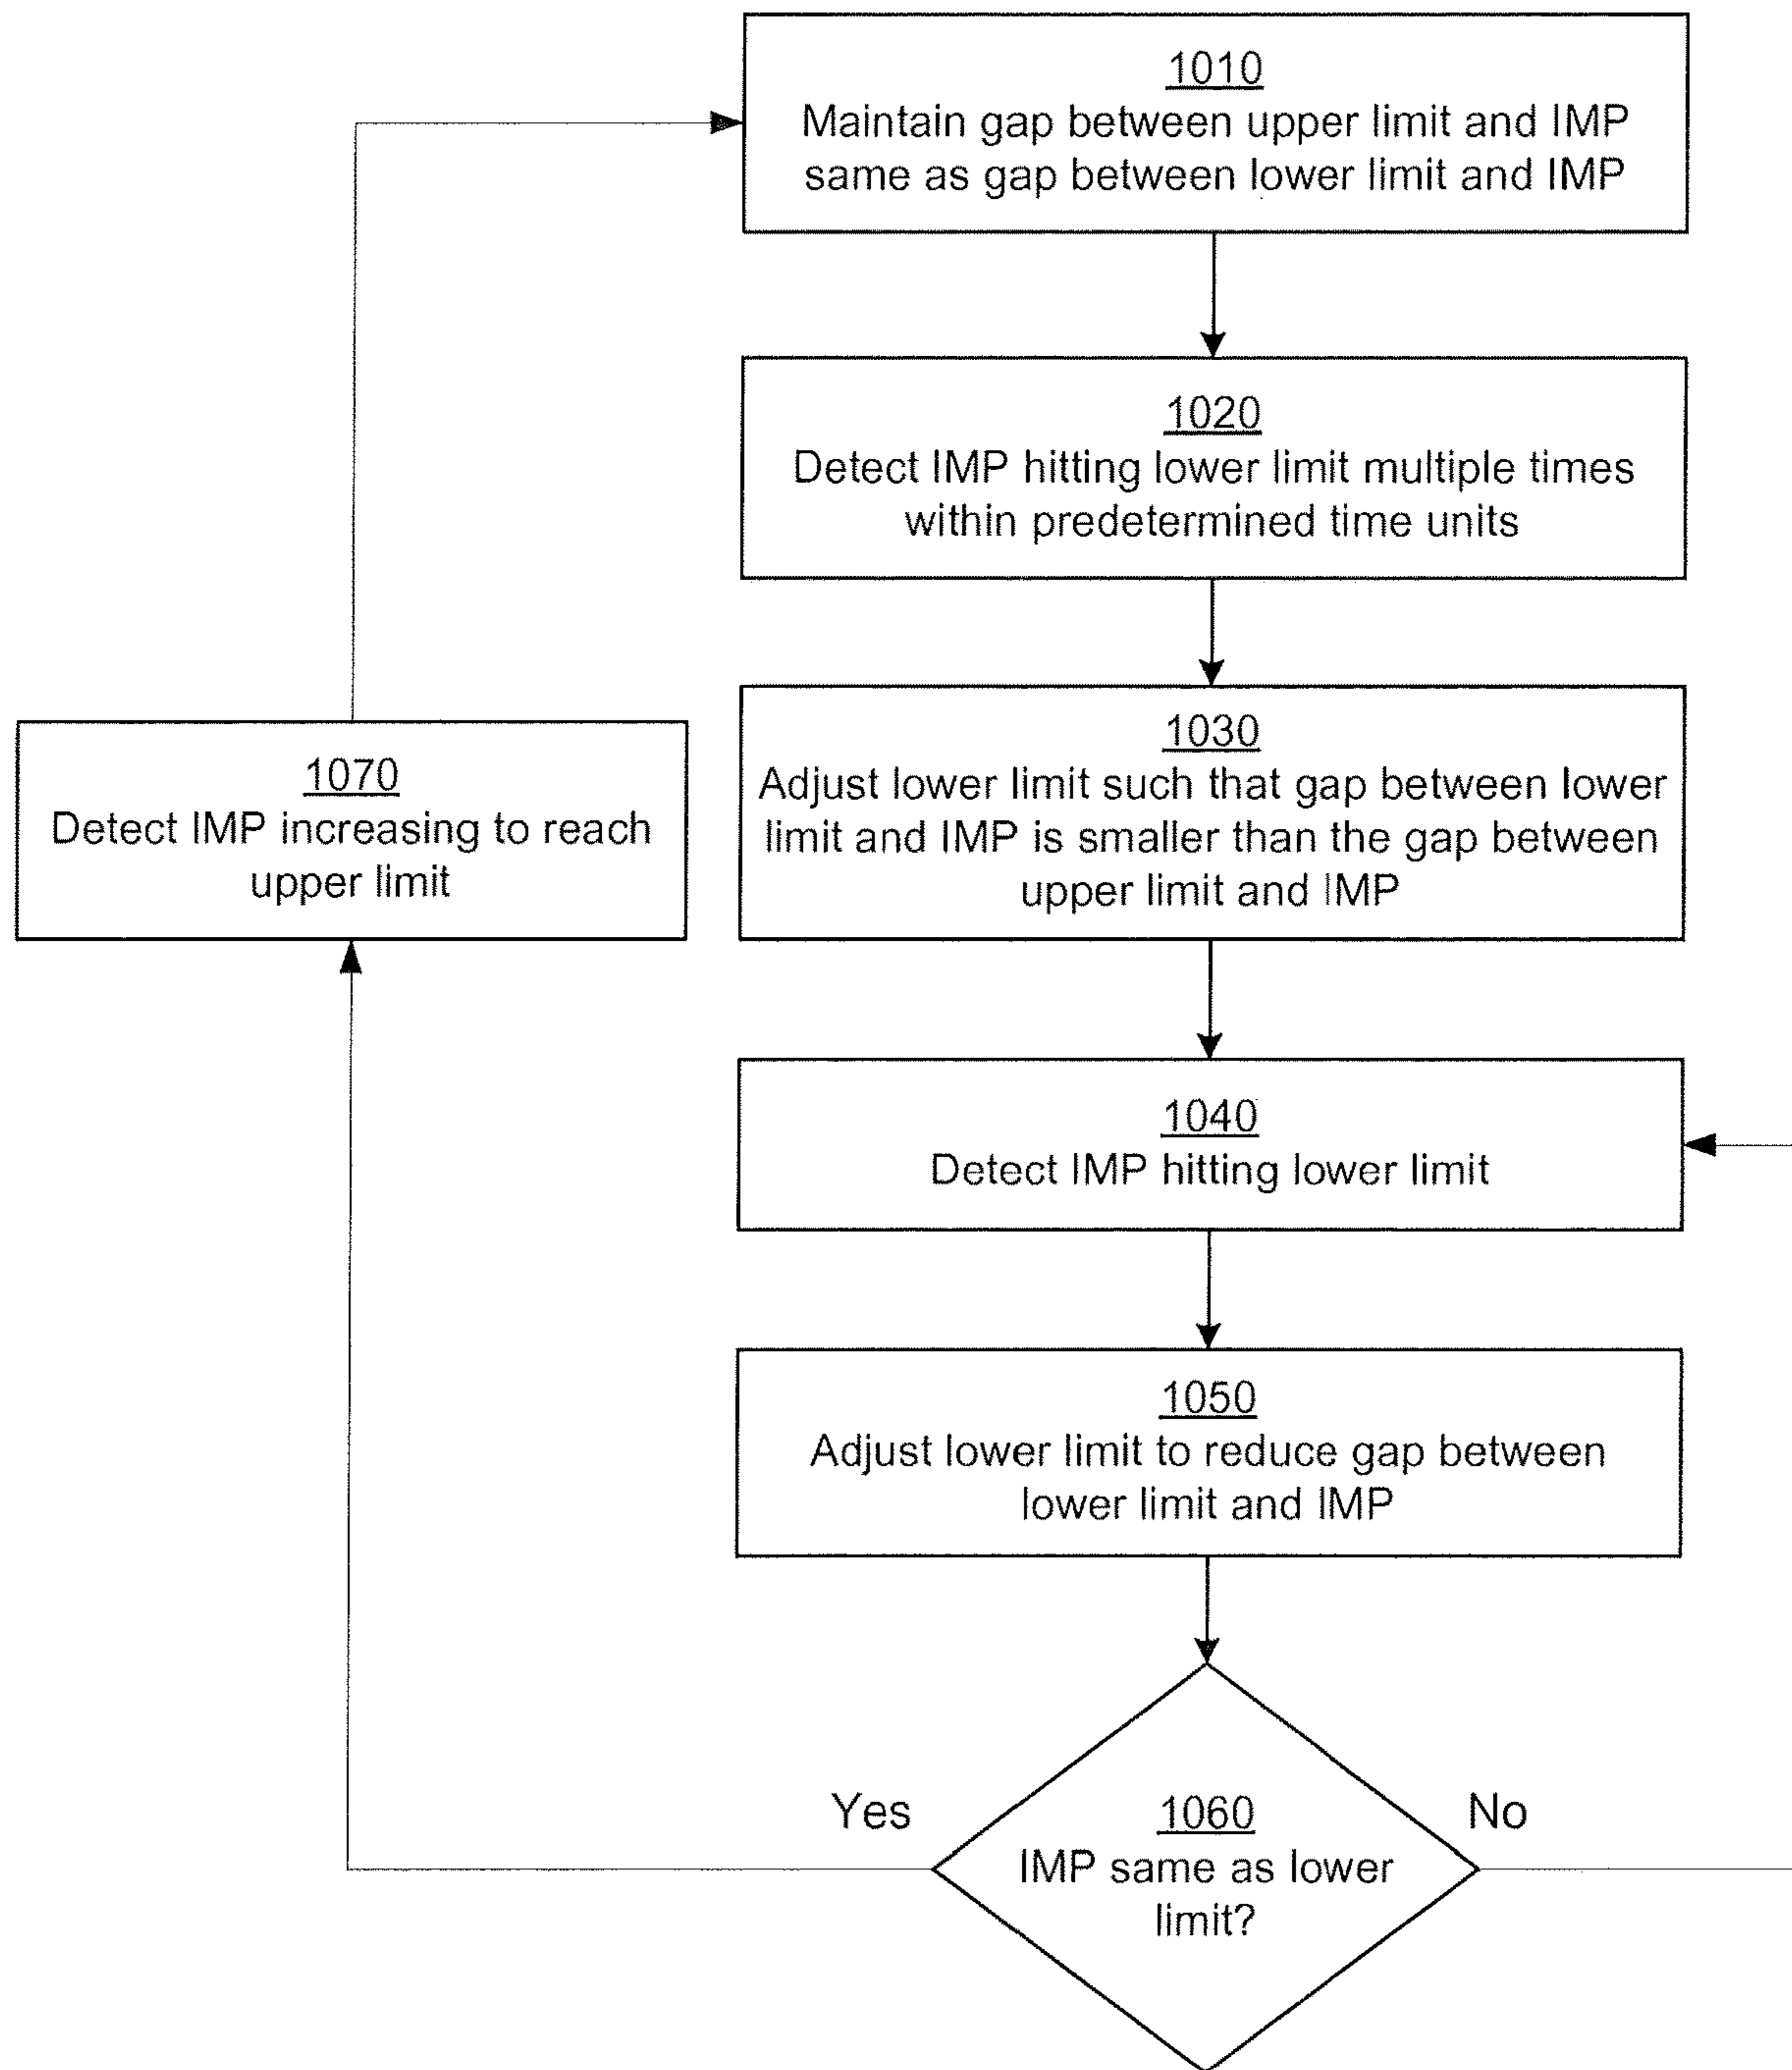 1010
Maintain gap between upper limit and IMP
same as gap between lower limit and IMP
1020
Detect IMP hitting lower limit multiple times
within predetermined time units
1030
Adjust lower limit such that gap between lower
limit and IMP is smaller than the gap between
upper limit and IMP
1070
Detect IMP increasing to reach
upper limit
1040
Detect IMP hitting lower limit
1050
Adjust lower limit to reduce gap between
lower limit and IMP
Yes
1060
IMP same as lower
limit?
No